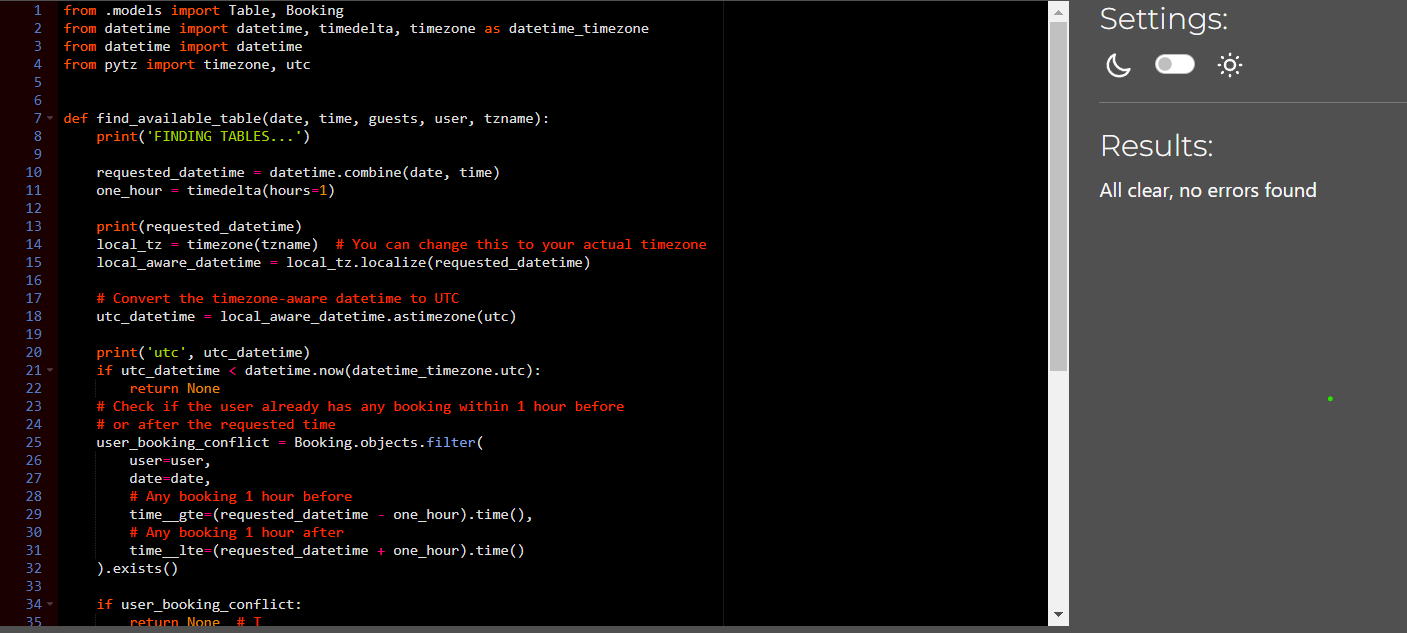 1 from .models import Table, Booking
2 from datetime import datetime, timedelta, timezone as datetime_timezone
3 from datetime import datetime
4 from pytz import timezone, utc
5
6
7 def find_available_table(date, time, guests, user, tzname):
8     print('FINDING TABLES...')
9
10     requested_datetime = datetime.combine(date, time)
11     one_hour = timedelta(hours=1)
12
13     print(requested_datetime)
14     local_tz = timezone(tzname)  # You can change this to your actual timezone
15     local_aware_datetime = local_tz.localize(requested_datetime)
16
17     # Convert the timezone-aware datetime to UTC
18     utc_datetime = local_aware_datetime.astimezone(utc)
19
20     print('utc', utc_datetime)
21     if utc_datetime < datetime.now(datetime_timezone.utc):
22         return None
23     # Check if the user already has any booking within 1 hour before
24     # or after the requested time
25     user_booking_conflict = Booking.objects.filter(
26         user=user,
27         date=date,
28         # Any booking 1 hour before
29         time__gte=(requested_datetime - one_hour).time(),
30         # Any booking 1 hour after
31         time__lte=(requested_datetime + one_hour).time()
32     ).exists()
33
34     if user_booking_conflict:
35         return None  # T
Settings:
Results:
All clear, no errors found